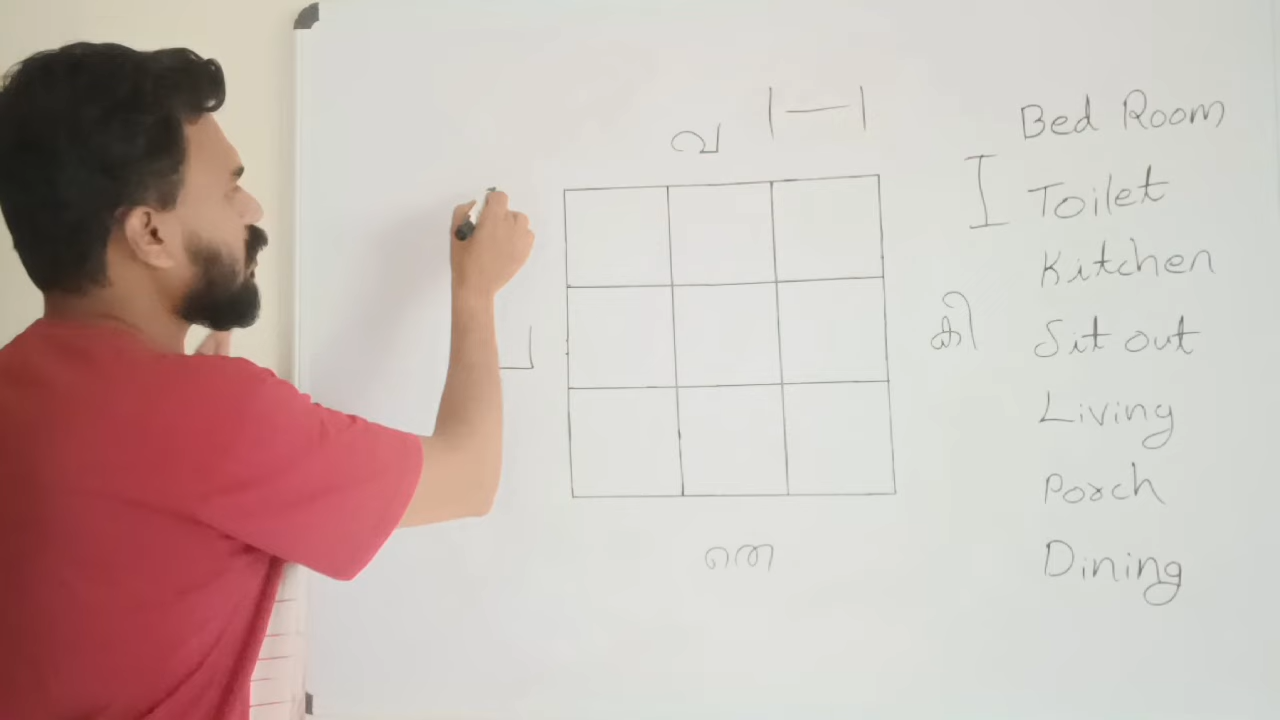 വ
Bed Room
Toilet
Kitchen
കി
Sit out
പ
Living
Porch
തെ
Dining